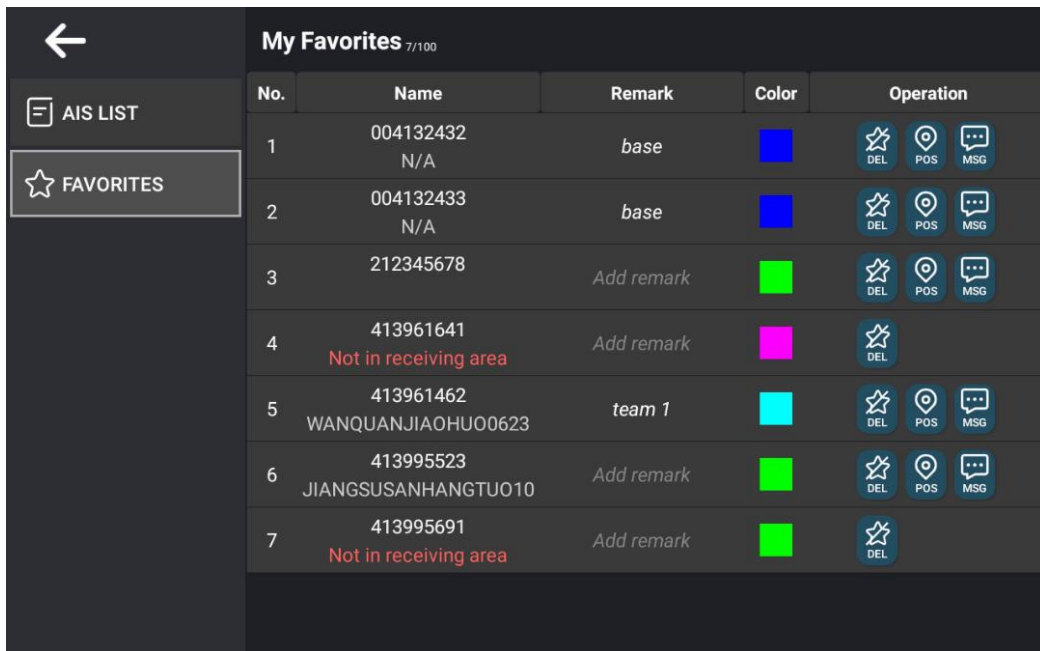 My Favorites 7/100
AIS LIST
FAVORITES
No. Name Remark Color Operation
1 004132432 base DEL POS MSG
N/A
2 004132433 base DEL POS MSG
N/A
3 212345678 Add remark DEL POS MSG
4 413961641 Add remark DEL
Not in receiving area
5 413961462 team 1 DEL POS MSG
WANQUANJIAOHUO0623
6 413995523 Add remark DEL POS MSG
JIANGSUSANHANGTUO10
7 413995691 Add remark DEL
Not in receiving area